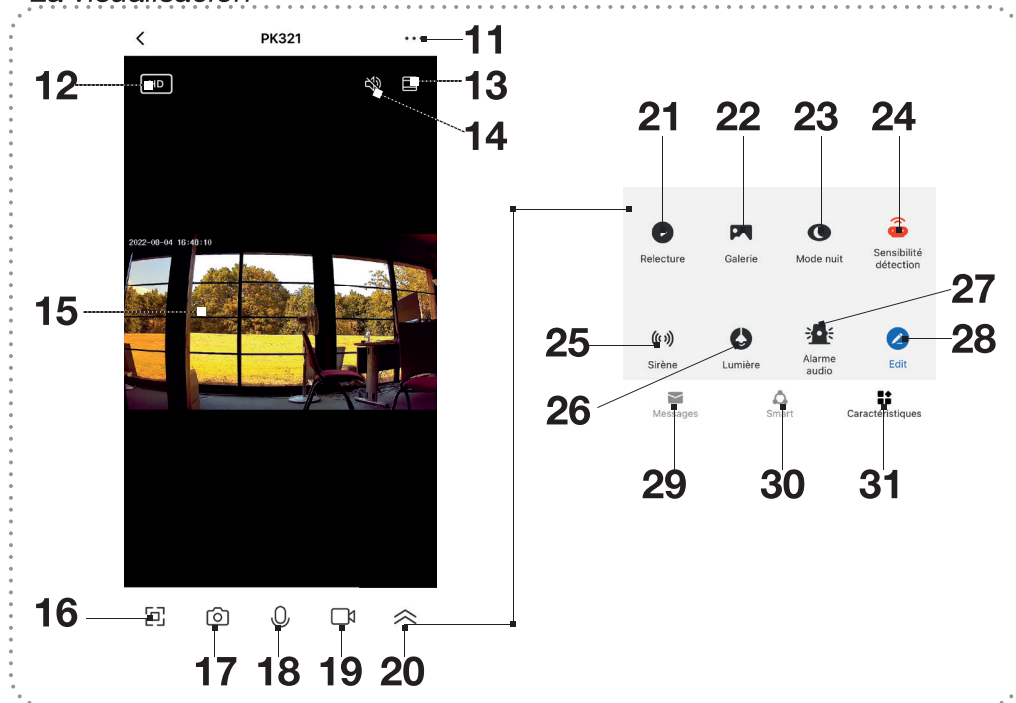 La visualisación
PK321
11
12
HD
13
14
2022-08-04 16:48:10
15
16
17
18
19
20
21
22
23
24
Relecture
Galerie
Mode nuit
Sensibilité
détection
27
25
28
Sirène
Lumière
Alarme
audio
Edit
26
Messages
Smart
Caractéristiques
29
30
31